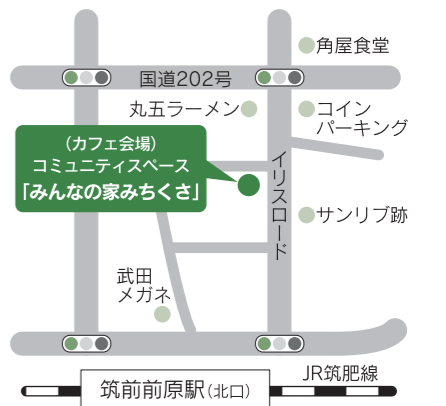 角屋食堂
国道202号
丸五ラーメン
コイン
パーキング
（カフェ会場）
コミュニティスペース
「みんなの家みちくさ」
イリスロード
サンリブ跡
武田
メガネ
JR筑肥線
筑前前原駅（北口）